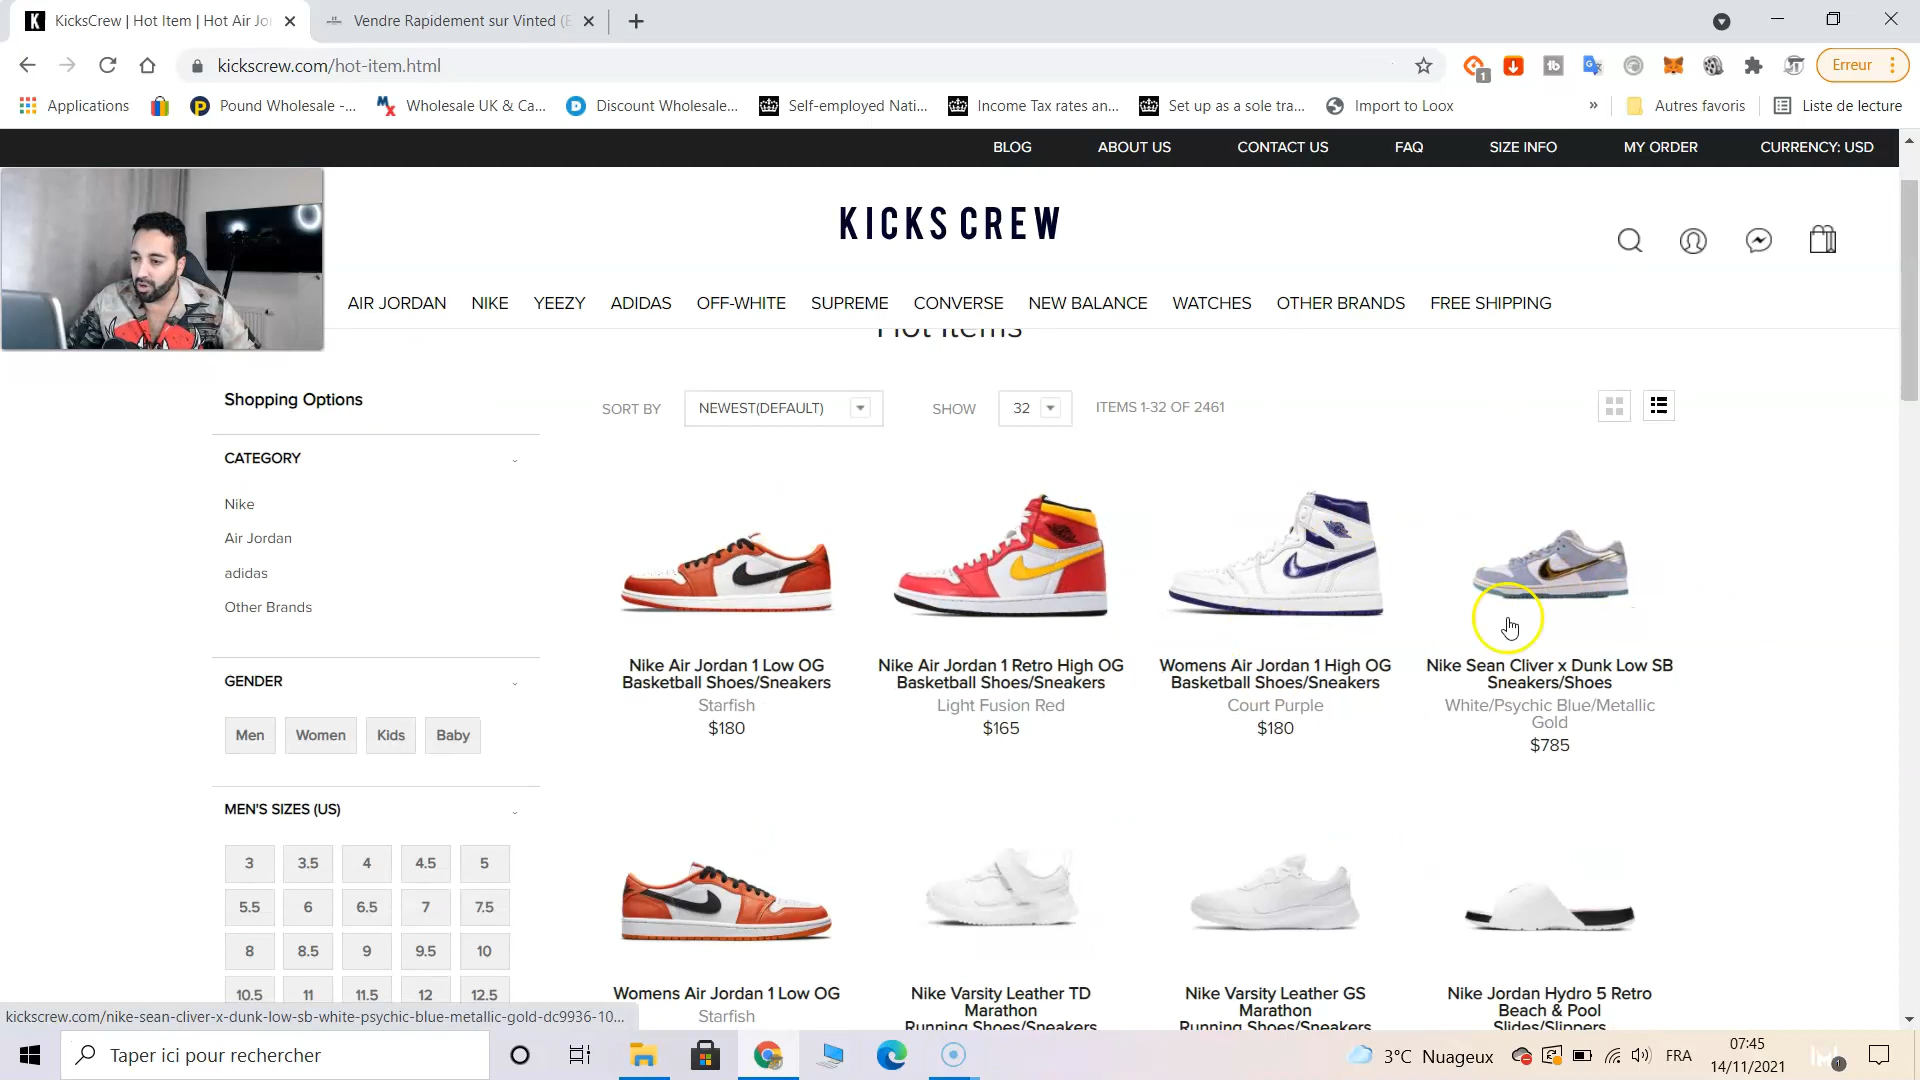 KicksCrew | Hot Item | Hot Air Jo
Vendre Rapidement sur Vinted (E
kickscrew.com/hot-item.html
Erreur
Applications
Pound Wholesale -...
Wholesale UK & Ca...
Discount Wholesale...
Self-employed Nati...
Income Tax rates an...
Set up as a sole tra...
Import to Loox
»
Autres favoris
Liste de lecture
BLOG
ABOUT US
CONTACT US
FAQ
SIZE INFO
MY ORDER
CURRENCY: USD
KICKS CREW
AIR JORDAN
NIKE
YEEZY
ADIDAS
OFF-WHITE
SUPREME
CONVERSE
NEW BALANCE
WATCHES
OTHER BRANDS
FREE SHIPPING
Hot Items
Shopping Options
SORT BY
NEWEST(DEFAULT)
SHOW
32
ITEMS 1-32 OF 2461
CATEGORY
Nike
Air Jordan
adidas
Other Brands
GENDER
Men
Women
Kids
Baby
MEN'S SIZES (US)
3
3.5
4
4.5
5
5.5
6
6.5
7
7.5
8
8.5
9
9.5
10
10.5
11
11.5
12
12.5
Nike Air Jordan 1 Low OG
Basketball Shoes/Sneakers
Starfish
$180
Nike Air Jordan 1 Retro High OG
Basketball Shoes/Sneakers
Light Fusion Red
$165
Womens Air Jordan 1 High OG
Basketball Shoes/Sneakers
Court Purple
$180
Nike Sean Cliver x Dunk Low SB
Sneakers/Shoes
White/Psychic Blue/Metallic
Gold
$785
Womens Air Jordan 1 Low OG
Starfish
Nike Varsity Leather TD
Marathon
Running Shoes/Sneakers
Nike Varsity Leather GS
Marathon
Running Shoes/Sneakers
Nike Jordan Hydro 5 Retro
Beach & Pool
Slides/Slippers
kickscrew.com/nike-sean-cliver-x-dunk-low-sb-white-psychic-blue-metallic-gold-dc9936-10...
Taper ici pour rechercher
3°C Nuageux
FRA
07:45
14/11/2021
1